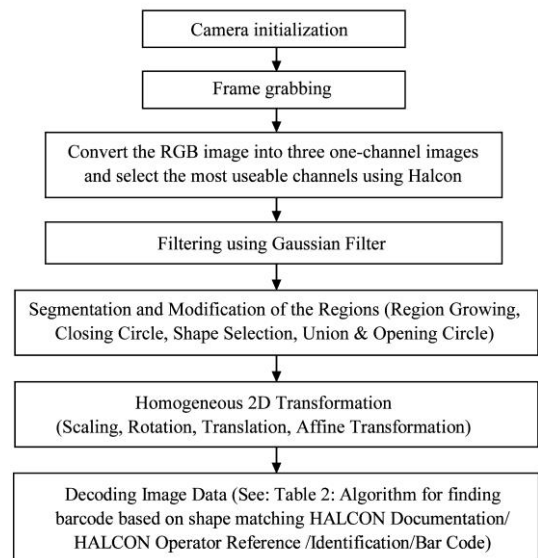 Camera initialization
Frame grabbing
Convert the RGB image into three one-channel images
and select the most useable channels using Halcon
Filtering using Gaussian Filter
Segmentation and Modification of the Regions (Region Growing,
Closing Circle, Shape Selection, Union & Opening Circle)
Homogeneous 2D Transformation
(Scaling, Rotation, Translation, Affine Transformation)
Decoding Image Data (See: Table 2: Algorithm for finding
barcode based on shape matching HALCON Documentation/
HALCON Operator Reference /Identification/Bar Code)